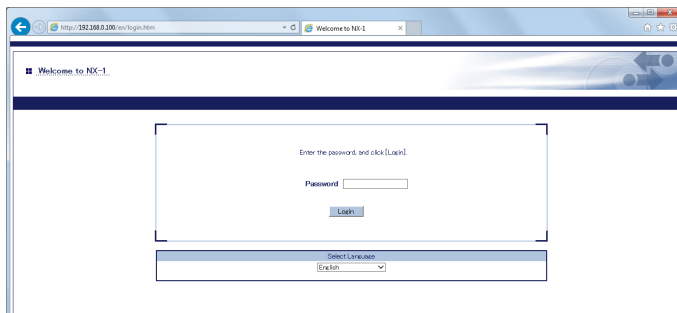 http://192.168.0.100/en/login.htm
Welcome to NX-1
Welcome to NX-1
Enter the password, and click [Login].
Password
Login
Select Language
English